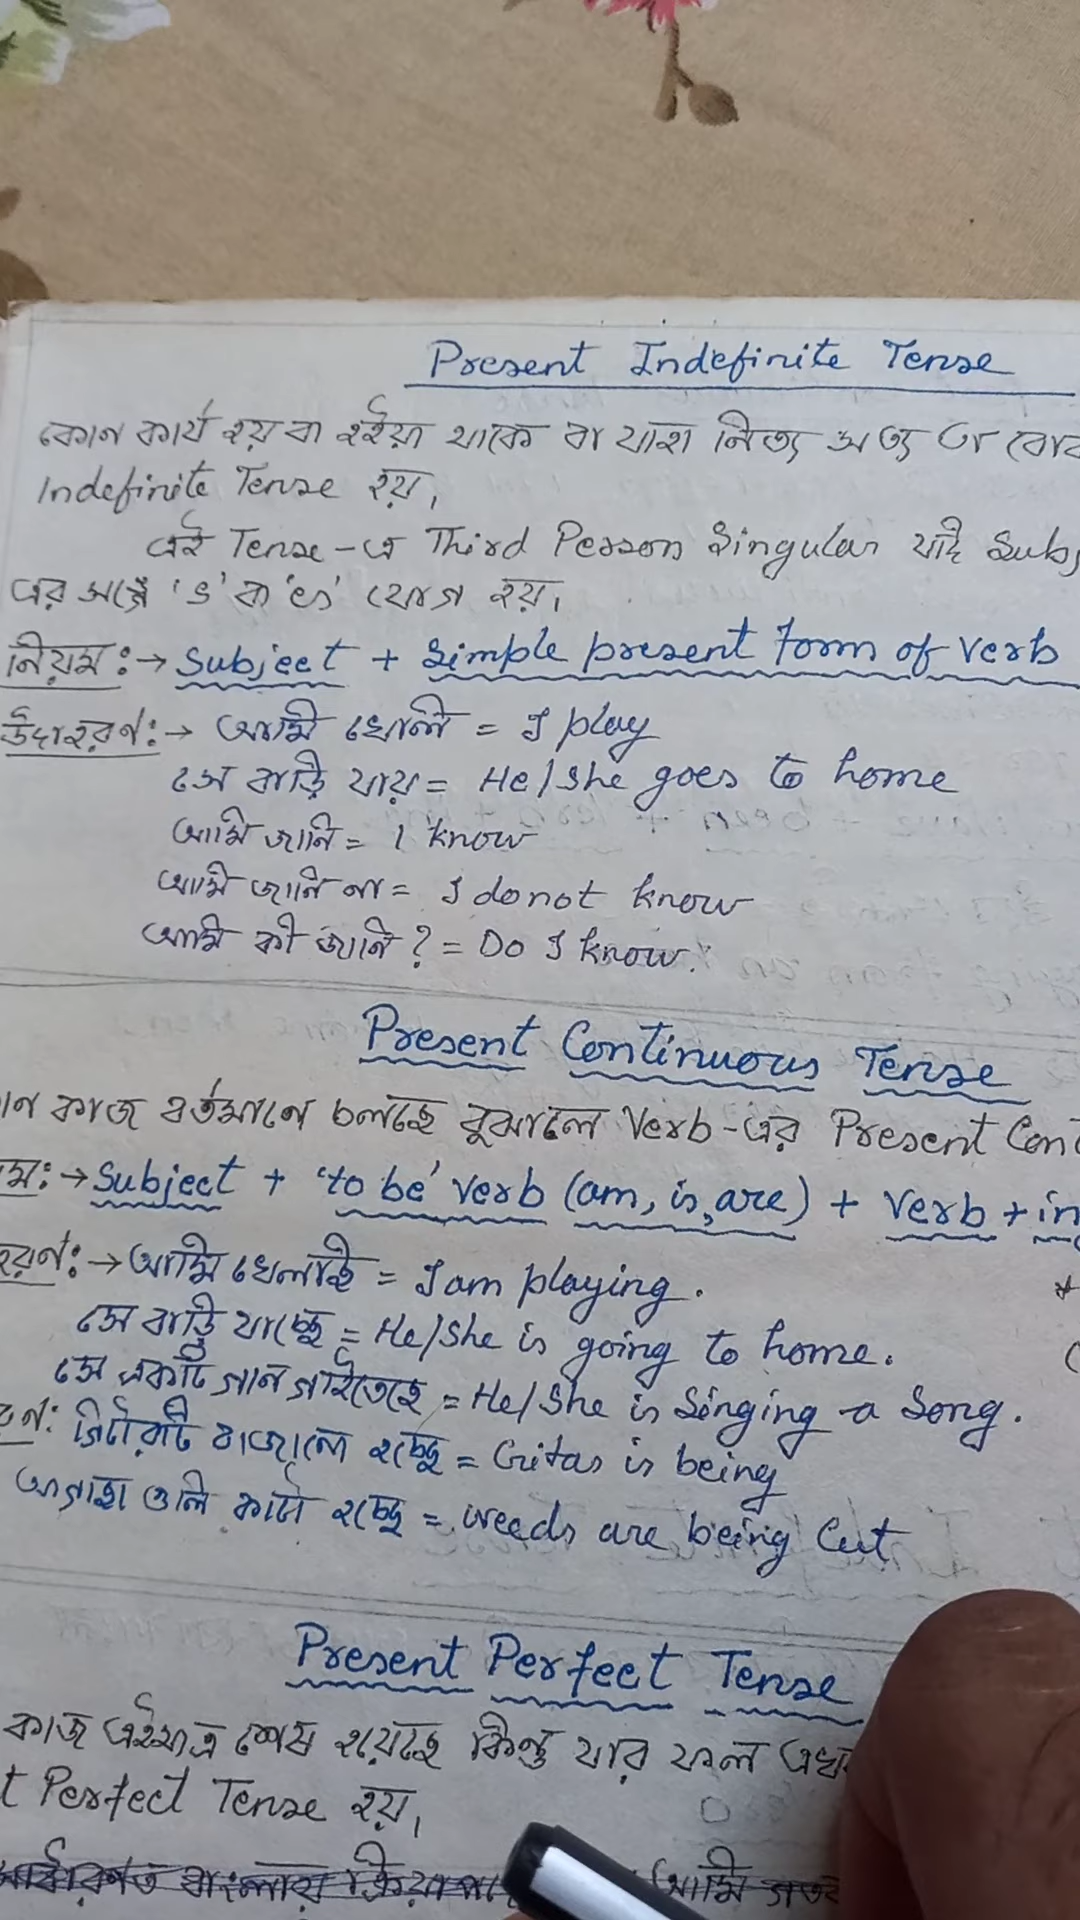 Present Indefinite Tense
কোন কার্য হয় বা হইয়া থাকে বা যাহা নিত্য সত্য তা
Indefinite Tense হয়।
এই Tense-এ Third Person Singular যদি Subj
এর সঙ্গে 's' বা 'es' যোগ হয়।
নিয়ম:→ Subject + Simple present form of verb
উদাহরণ:→ আমি খেলি = I play
সে বাড়ি যায় = He/She goes to home
আমি জানি = I know
আমি জানি না = I do not know
আমি কী জানি? = Do I know?
Present Continuous Tense
কাজ বর্তমানে চলছে বুঝালে Verb-এর Present Con
→ Subject + 'to be' verb (am, is, are) + Verb + in
→ আমি খেলছি = I am playing.
সে বাড়ি যাচ্ছে = He/She is going to home.
সে একটি গান গাইতেছে = He/She is singing a song.
গিটারটি বাজানো হচ্ছে = Guitar is being
আগাছা গুলি কাটা হচ্ছে = weeds are being cut
Present Perfect Tense
কাজ এইমাত্র শেষ হয়েছে কিন্তু যার ফল
t Perfect Tense হয়।
আমি